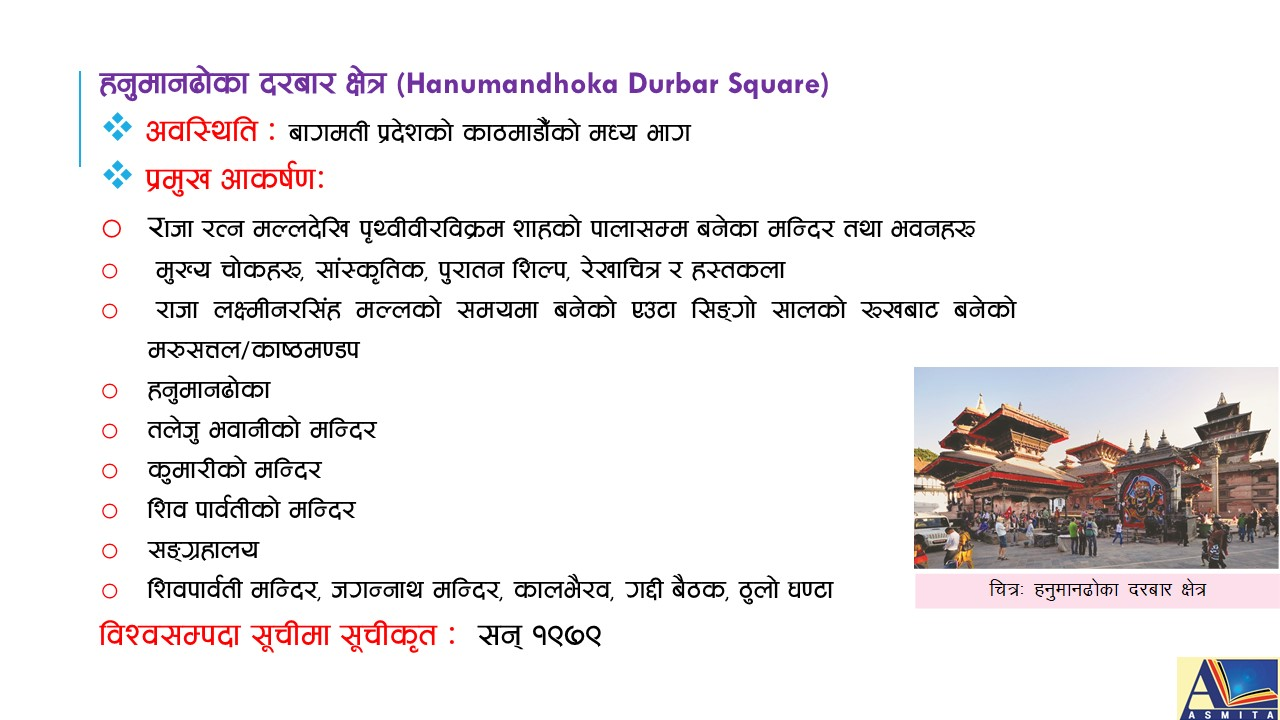 हनुमानढोका दरबार क्षेत्र (Hanumandhoka Durbar Square)
❖ अवस्थिति : बागमती प्रदेशको काठमाडौँको मध्य भाग
❖ प्रमुख आकर्षण:
o राजा रत्न मल्लदेखि पृथ्वीवीरविक्रम शाहको पालासम्म बनेका मन्दिर तथा भवनहरु
o मुख्य चोकहरु, सांस्कृतिक, पुरातन शिल्प, रेखाचित्र र हस्तकला
o राजा लक्ष्मीनरसिंह मल्लको समयमा बनेको एउटा सिङ्गो सालको रुखबाट बनेको
मरुसत्तल/काष्ठमण्डप
o हनुमानढोका
o तलेजु भवानीको मन्दिर
o कुमारीको मन्दिर
o शिव पार्वतीको मन्दिर
o सङ्ग्रहालय
o शिवपार्वती मन्दिर, जगान्नाथ मन्दिर, कालभैरव, गद्दी बैठक, ठुलो घण्टा
चित्र: हनुमानढोका दरबार क्षेत्र
विश्वसम्पदा सूचीमा सूचीकृत : सन् १९७९
ASMITA